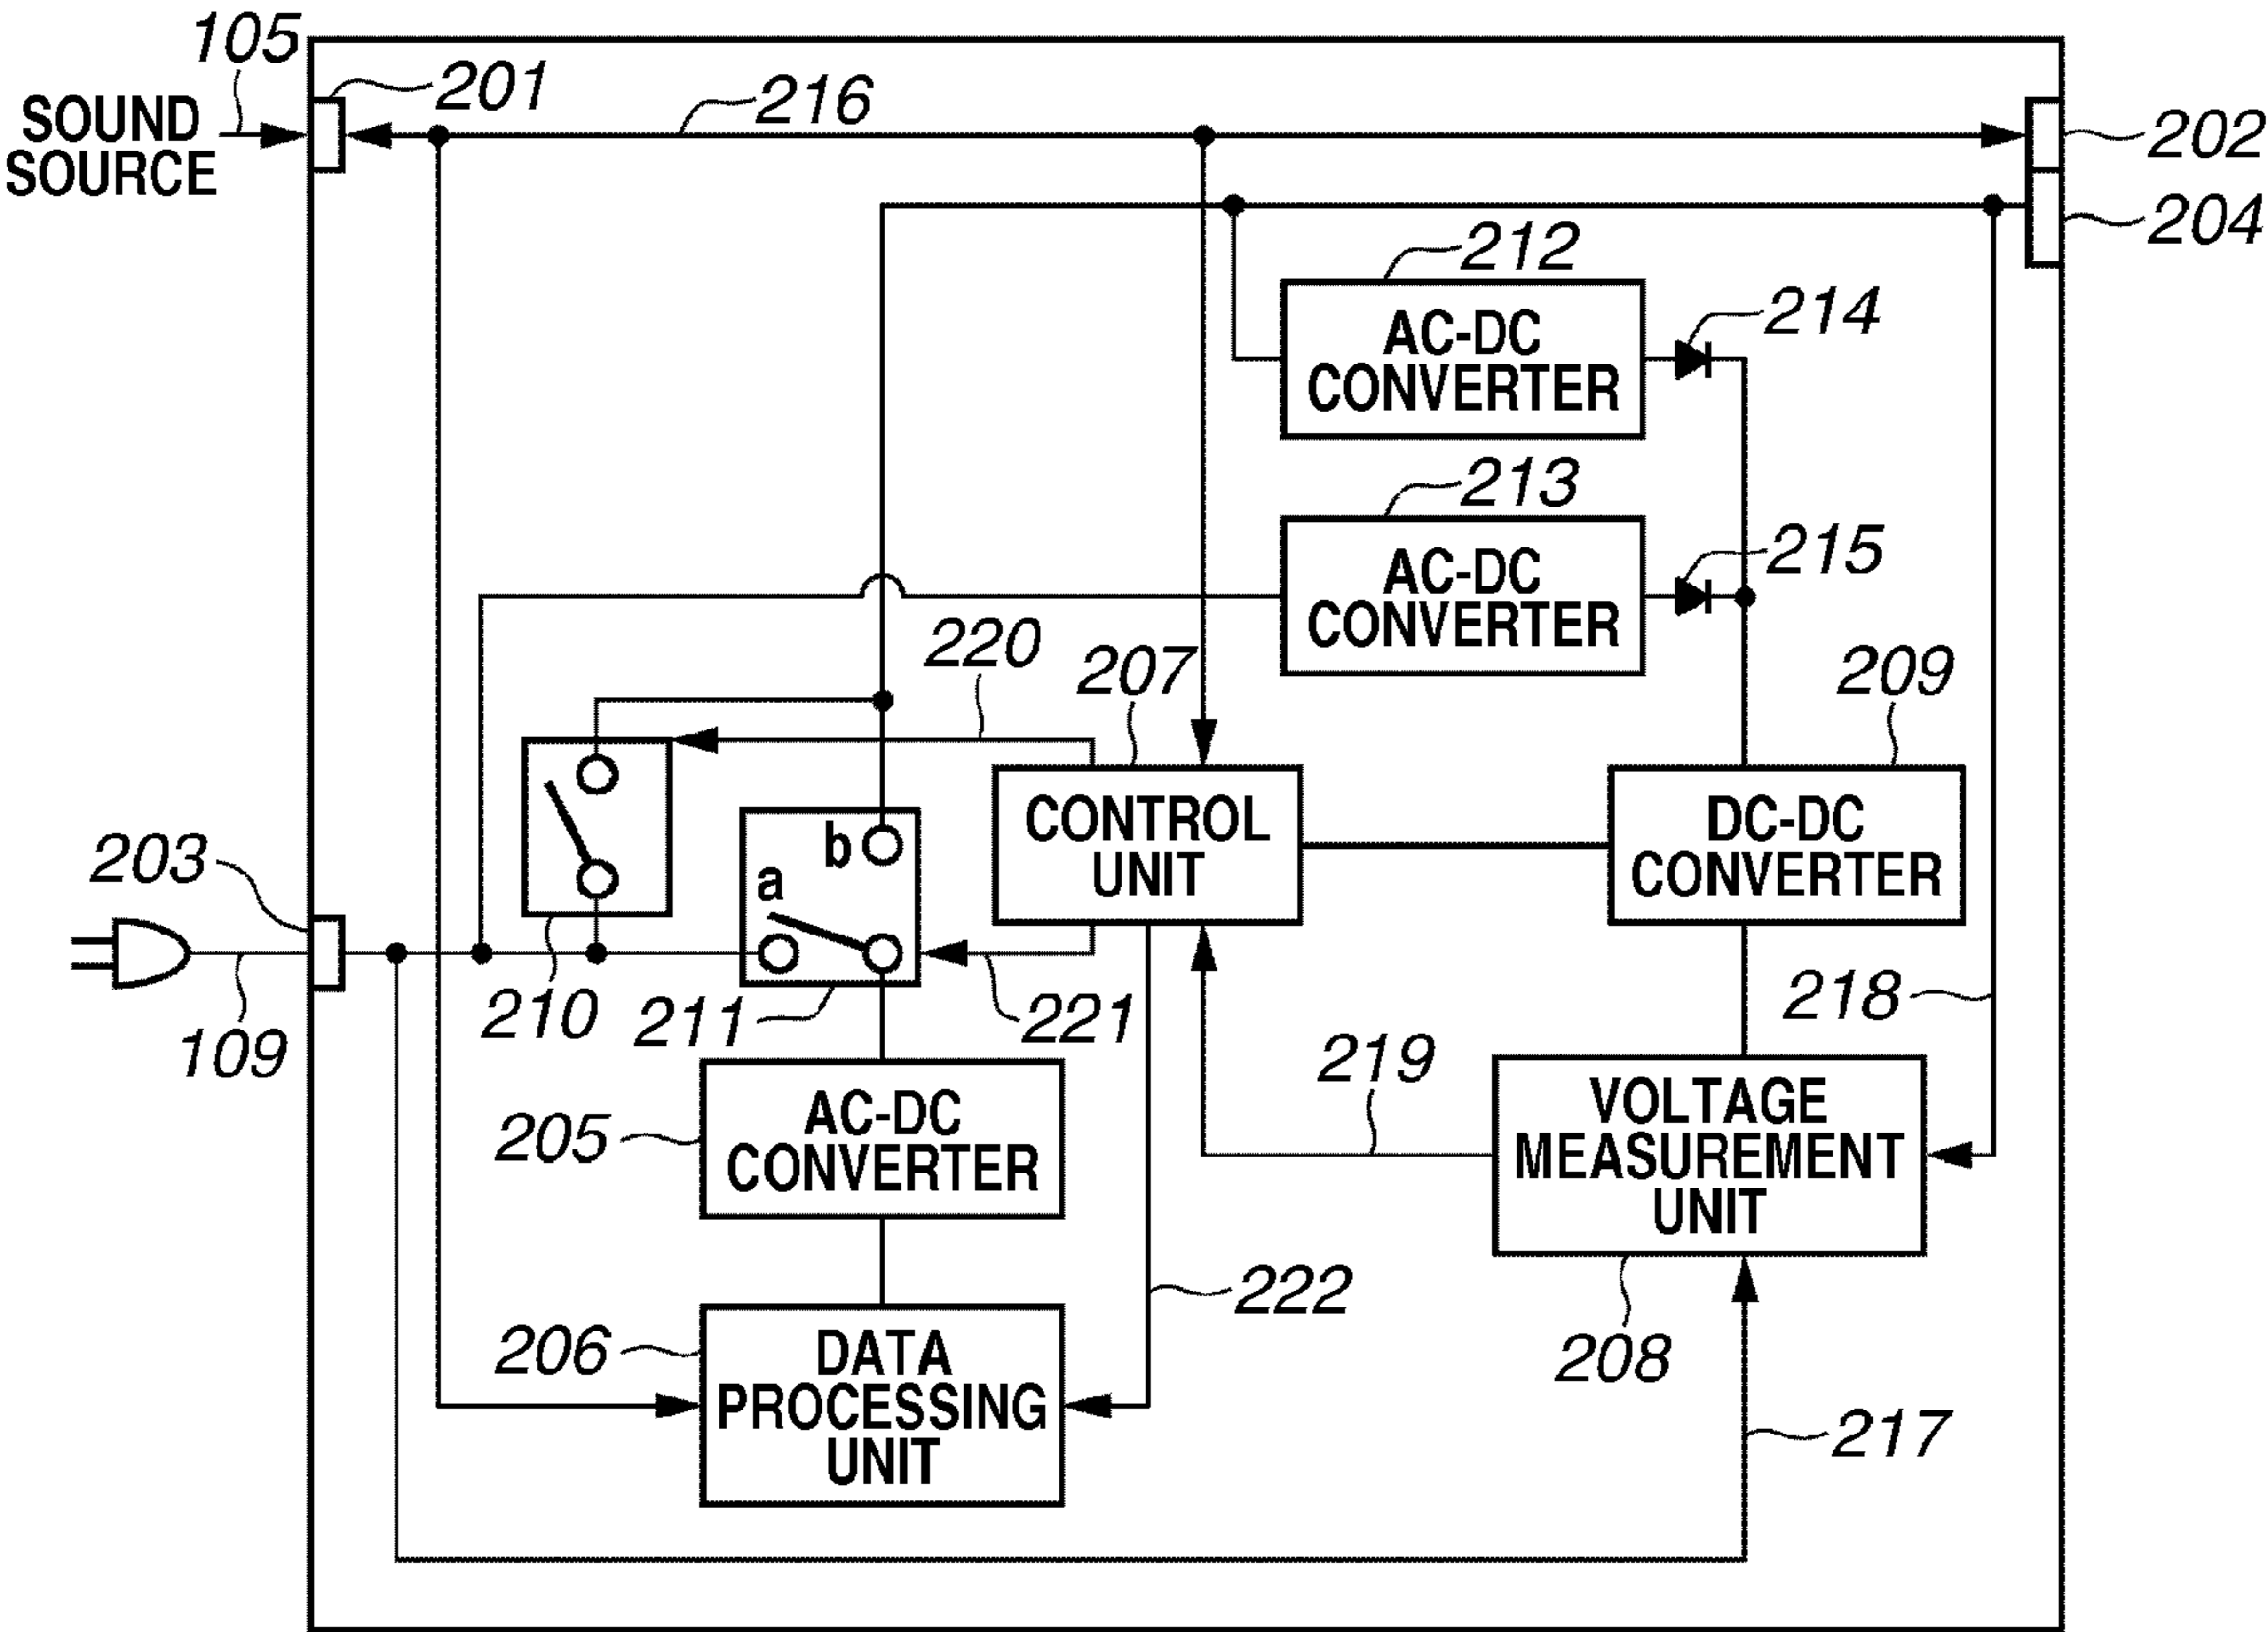 105
201
SOUND
SOURCE
216
202
204
212
AC-DC
CONVERTER
214
213
AC-DC
CONVERTER
215
220
207
209
CONTROL
UNIT
DC-DC
CONVERTER
b
a
203
109
210
211
221
218
219
205
AC-DC
CONVERTER
VOLTAGE
MEASUREMENT
UNIT
222
208
206
DATA
PROCESSING
UNIT
217